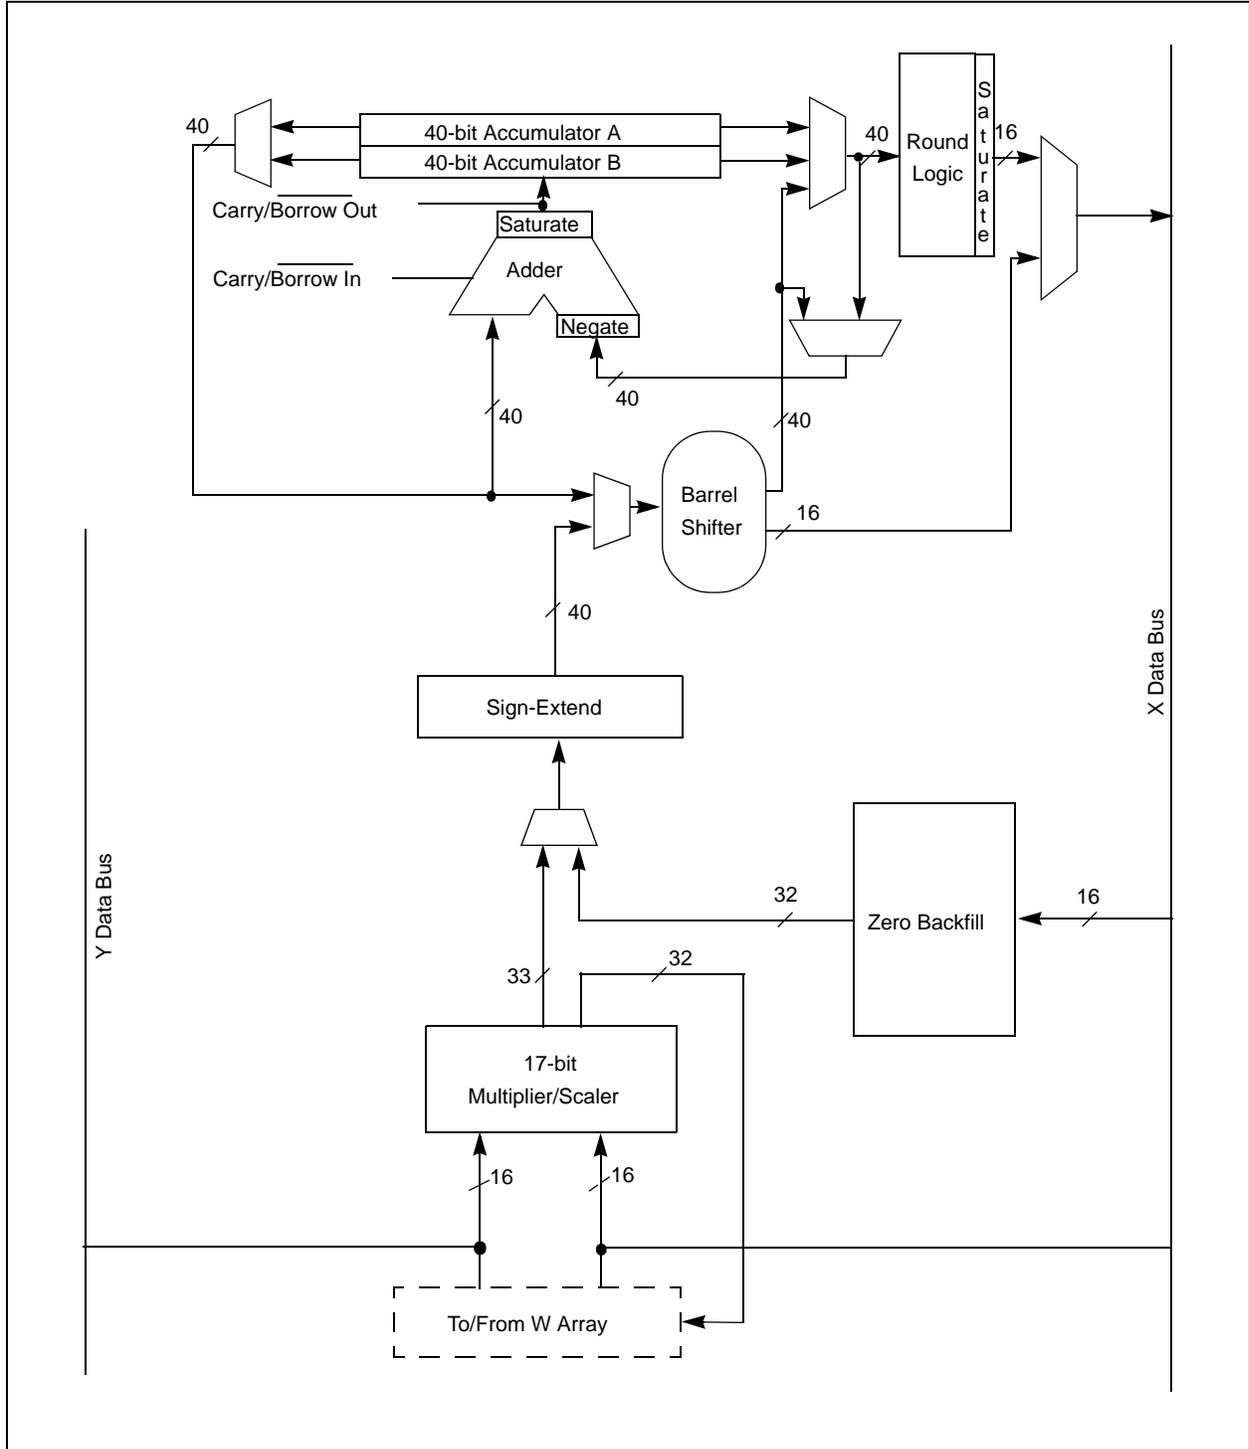 40
40-bit Accumulator A
40-bit Accumulator B
Carry/Borrow Out
Saturate
Carry/Borrow In
Adder
Negate
40
Round
Logic
Saturate
16
40
40
40
Barrel
Shifter
16
40
Sign-Extend
X Data Bus
Y Data Bus
32
Zero Backfill
16
33
32
17-bit
Multiplier/Scaler
16
16
To/From W Array